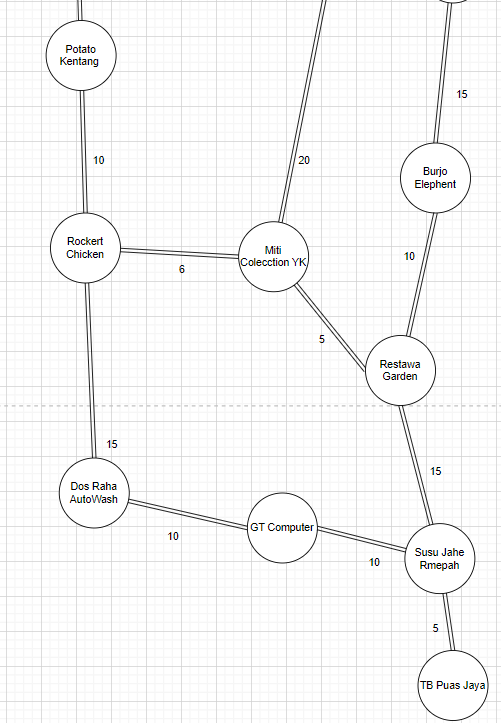 Potato
Kentang
15
10
20
Burjo
Elephent
Rockert
Chicken
6
Miti
Colecction YK
10
5
Restawa
Garden
15
15
Dos Raha
AutoWash
10
GT Computer
10
Susu Jahe
Rmepah
5
TB Puas Jaya